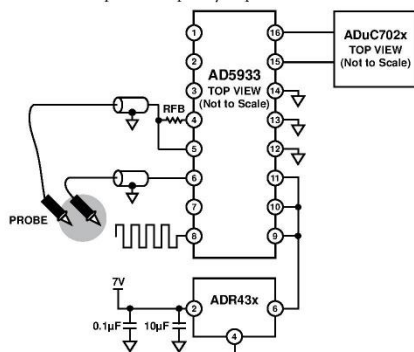 1
16
ADuC702x
TOP VIEW
(Not to Scale)
2
15
AD5933
TOP VIEW
(Not to Scale)
3
14
RFB
4
13
5
12
6
11
7
10
PROBE
8
9
7V
ADR43x
2
6
0.1µF
10µF
4